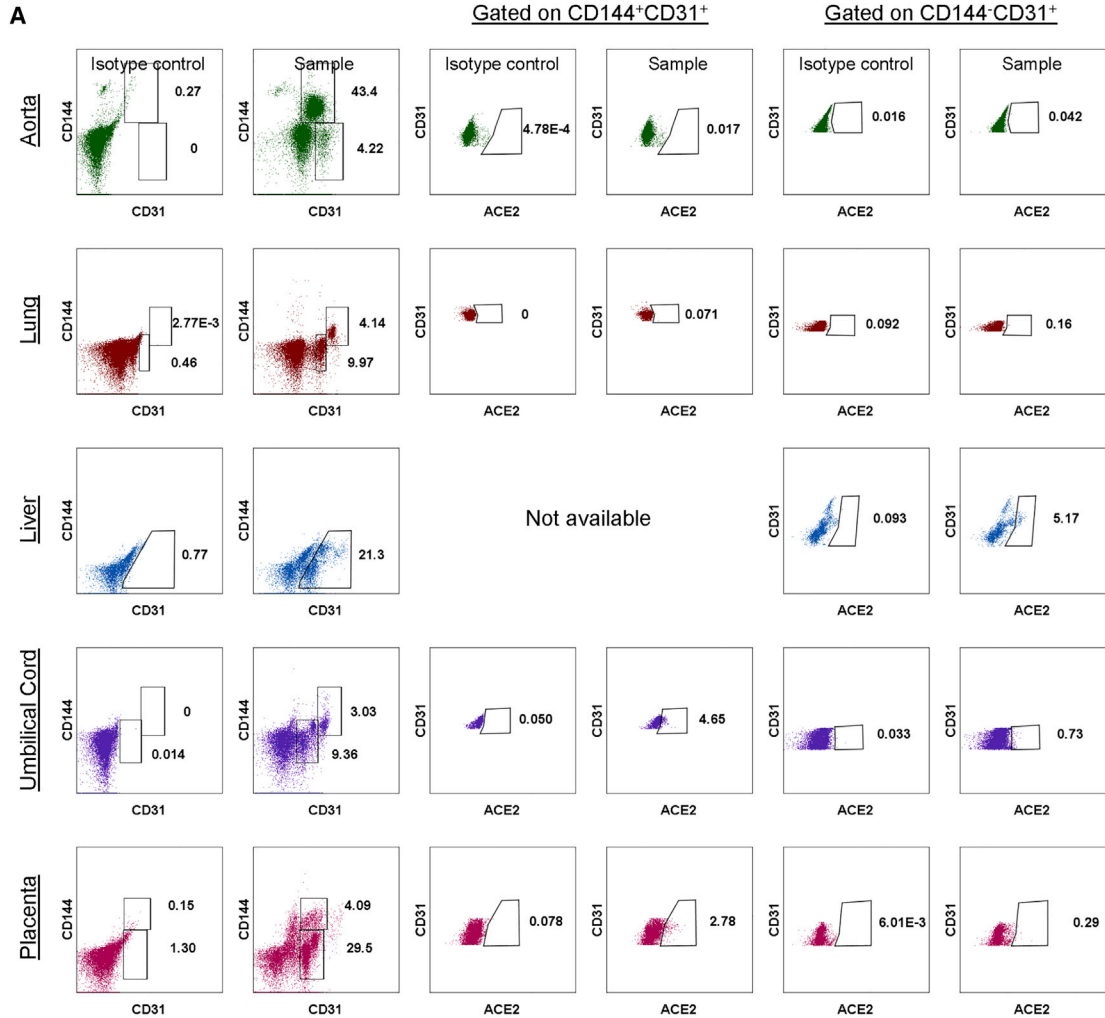 A
Gated on CD144⁺CD31⁺
Gated on CD144⁻CD31⁺
Aorta
Isotype control
Sample
Isotype control
Sample
Isotype control
Sample
CD144
0.27
0
CD31
CD144
43.4
4.22
CD31
CD31
4.78E-4
ACE2
CD31
0.017
ACE2
CD31
0.016
ACE2
CD31
0.042
ACE2
Lung
CD144
2.77E-3
0.46
CD31
CD144
4.14
9.97
CD31
CD31
0
ACE2
CD31
0.071
ACE2
CD31
0.092
ACE2
CD31
0.16
ACE2
Liver
CD144
0.77
CD31
CD144
21.3
CD31
Not available
CD31
0.093
ACE2
CD31
5.17
ACE2
Umbilical Cord
CD144
0
0.014
CD31
CD144
3.03
9.36
CD31
CD31
0.050
ACE2
CD31
4.65
ACE2
CD31
0.033
ACE2
CD31
0.73
ACE2
Placenta
CD144
0.15
1.30
CD31
CD144
4.09
29.5
CD31
CD31
0.078
ACE2
CD31
2.78
ACE2
CD31
6.01E-3
ACE2
CD31
0.29
ACE2